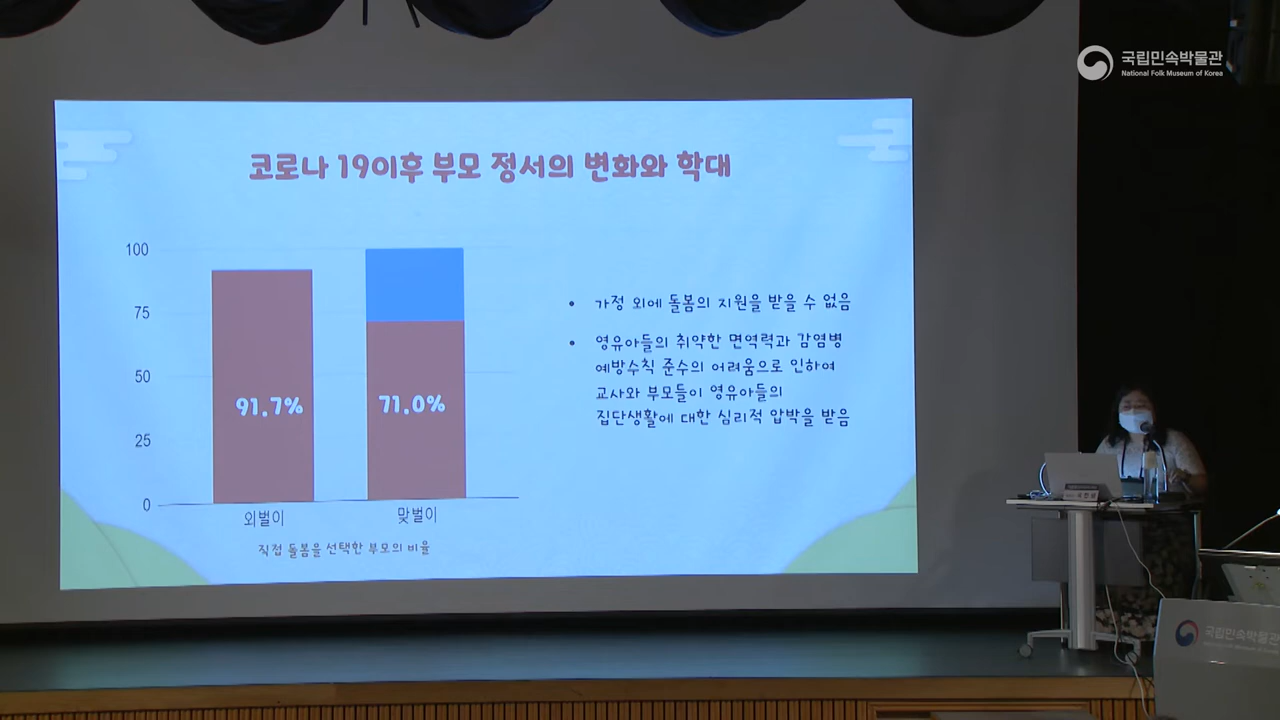 국립민속박물관
National Folk Museum of Korea
코로나 19이후 부모 정서의 변화와 학대
100
75
50
25
0
91.7%
71.0%
외벌이
맞벌이
직접 돌봄을 선택한 부모의 비율
• 가정 외에 돌봄의 지원을 받을 수 없음
• 영유아들의 취약한 면역력과 감염병
예방수칙 준수의 어려움으로 인하여
교사와 부모들이 영유아들의
집단생활에 대한 심리적 압박을 받음
국립민속박물관
National Folk Museum of Korea